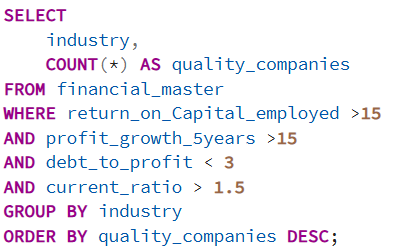 SELECT
    industry,
    COUNT(*) AS quality_companies
FROM financial_master
WHERE return_on_Capital_employed >15
AND profit_growth_5years >15
AND debt_to_profit < 3
AND current_ratio > 1.5
GROUP BY industry
ORDER BY quality_companies DESC;